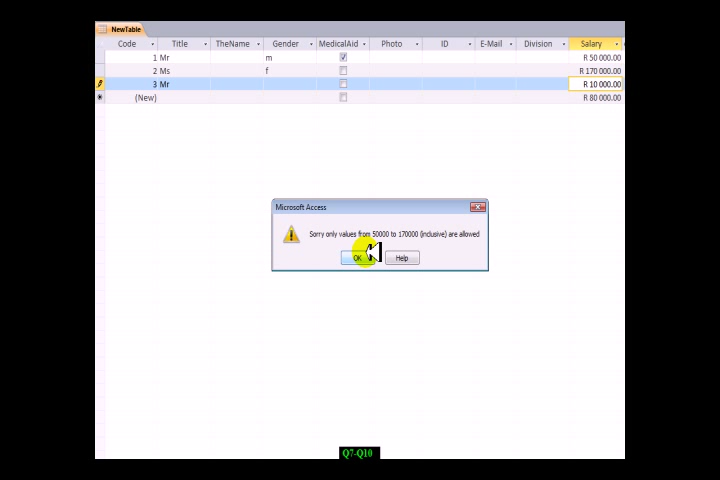 NewTable
Code Title TheName Gender MedicalAid Photo ID E-Mail Division Salary
1 Mr m R 50 000.00
2 Ms f R 170 000.00
3 Mr R 10 000.00
(New) R 80 000.00
Microsoft Access
Sorry only values from 50000 to 170000 (inclusive) are allowed
OK Help
Q7-Q10